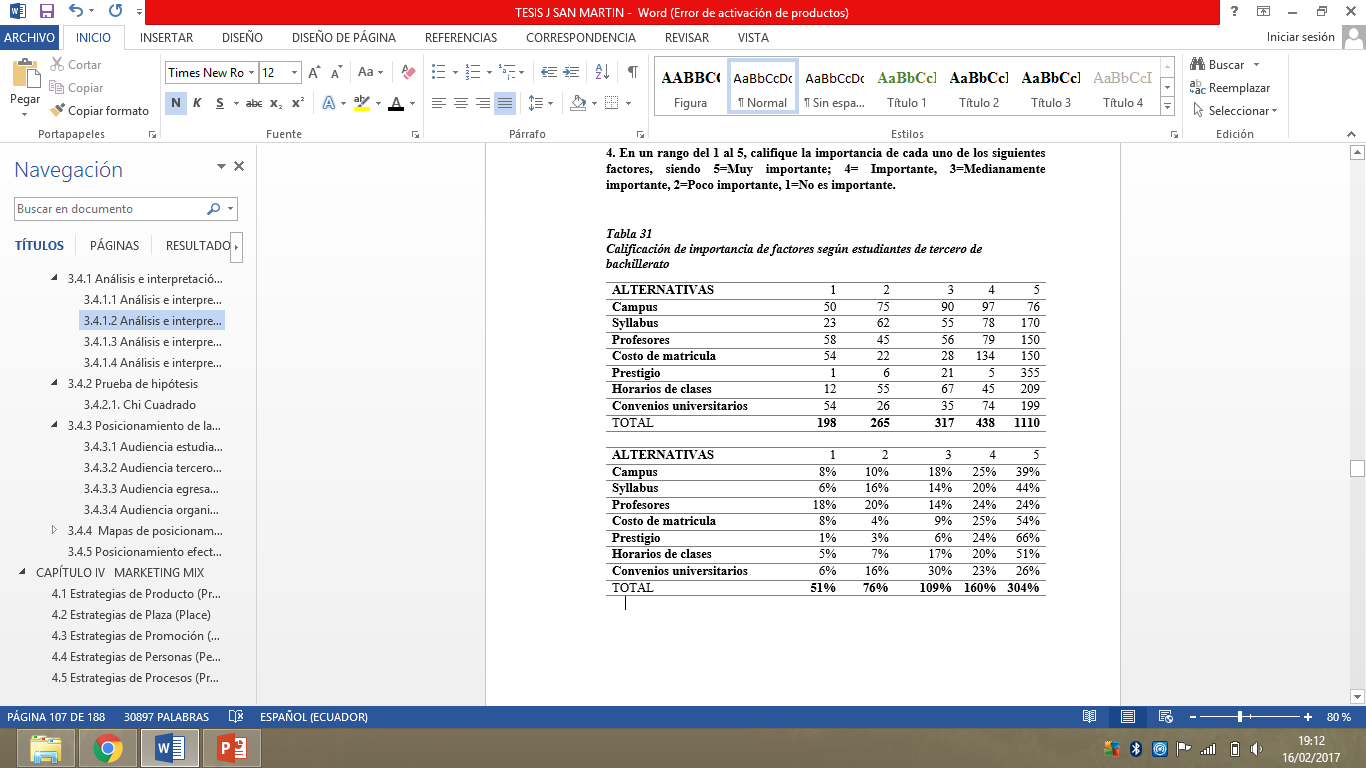 TESIS J SAN MARTIN - Word (Error de activación de productos)
ARCHIVO INICIO INSERTAR DISEÑO DISEÑO DE PÁGINA REFERENCIAS CORRESPONDENCIA REVISAR VISTA Iniciar sesión
Pegar
Cortar
Copiar
Copiar formato
Portapapeles
Times New Ro 12
Fuente
Párrafo
AABBC Figura
AaBbCcDc ¶ Normal
AaBbCcDc ¶ Sin espa...
AaBbCcI Título 1
AaBbCcI Título 2
AaBbCcI Título 3
AaBbCcI Título 4
Estilos
Buscar
Reemplazar
Seleccionar
Edición
Navegación
Buscar en documento
TÍTULOS PÁGINAS RESULTADO
3.4.1 Análisis e interpretació...
3.4.1.1 Análisis e interpre...
3.4.1.2 Análisis e interpre...
3.4.1.3 Análisis e interpre...
3.4.1.4 Análisis e interpre...
3.4.2 Prueba de hipótesis
3.4.2.1. Chi Cuadrado
3.4.3 Posicionamiento de la...
3.4.3.1 Audiencia estudia...
3.4.3.2 Audiencia tercero...
3.4.3.3 Audiencia egresa...
3.4.3.4 Audiencia organi...
3.4.4 Mapas de posicionam...
3.4.5 Posicionamiento efect...
CAPÍTULO IV MARKETING MIX
4.1 Estrategias de Producto (Pr...
4.2 Estrategias de Plaza (Place)
4.3 Estrategias de Promoción (...
4.4 Estrategias de Personas (Pe...
4.5 Estrategias de Procesos (Pr...
4. En un rango del 1 al 5, califique la importancia de cada uno de los siguientes
factores, siendo 5=Muy importante; 4= Importante, 3=Medianamente
importante, 2=Poco importante, 1=No es importante.
Tabla 31
Calificación de importancia de factores según estudiantes de tercero de
bachillerato
ALTERNATIVAS 1 2 3 4 5
Campus 50 75 90 97 76
Syllabus 23 62 55 78 170
Profesores 58 45 56 79 150
Costo de matricula 54 22 28 134 150
Prestigio 1 6 21 5 355
Horarios de clases 12 55 67 45 209
Convenios universitarios 54 26 35 74 199
TOTAL 198 265 317 438 1110
ALTERNATIVAS 1 2 3 4 5
Campus 8% 10% 18% 25% 39%
Syllabus 6% 16% 14% 20% 44%
Profesores 18% 20% 14% 24% 24%
Costo de matricula 8% 4% 9% 25% 54%
Prestigio 1% 3% 6% 24% 66%
Horarios de clases 5% 7% 17% 20% 51%
Convenios universitarios 6% 16% 30% 23% 26%
TOTAL 51% 76% 109% 160% 304%
PÁGINA 107 DE 188 30897 PALABRAS ESPAÑOL (ECUADOR) 80 %
19:12
16/02/2017